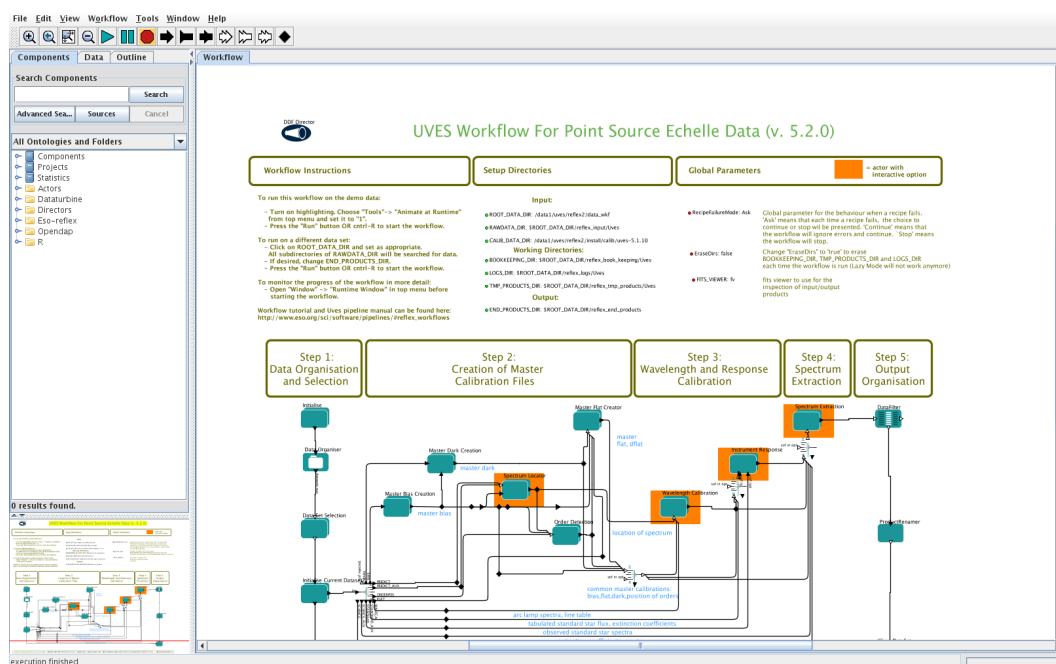 File Edit View Workflow Tools Window Help
Components Data Outline
Workflow
Search Components
Search
Advanced Sea... Sources Cancel
All Ontologies and Folders
Components
Projects
Statistics
Actors
Dataturbine
Directors
Eso-reflex
Opendap
R
0 results found.
execution finished
DDF Director
UVES Workflow For Point Source Echelle Data (v. 5.2.0)
Workflow Instructions
Setup Directories
Global Parameters
= actor with
interactive option
To run this workflow on the demo data:
- Turn on highlighting. Choose "Tools"-> "Animate at Runtime"
from top menu and set it to "1".
- Press the "Run" button OR cntrl-R to start the workflow.
To run on a different data set:
- Click on ROOT_DATA_DIR and set as appropriate.
All subdirectories of RAWDATA_DIR will be searched for data.
- If desired, change END_PRODUCTS_DIR.
- Press the "Run" button OR cntrl-R to start the workflow.
To monitor the progress of the workflow in more detail:
- Open "Window" -> "Runtime Window" in top menu before
starting the workflow.
Workflow tutorial and Uves pipeline manual can be found here:
http://www.eso.org/sci/software/pipelines/#reflex_workflows
Input:
ROOT_DATA_DIR: /data1/uves/reflex2/data_wkf
RAWDATA_DIR: $ROOT_DATA_DIR/reflex_input/Uves
CALIB_DATA_DIR: /data1/uves/reflex2/install/calib/uves-5.1.10
Working Directories:
BOOKKEEPING_DIR: $ROOT_DATA_DIR/reflex_book_keeping/Uves
LOGS_DIR: $ROOT_DATA_DIR/reflex_logs/Uves
TMP_PRODUCTS_DIR: $ROOT_DATA_DIR/reflex_tmp_products/Uves
Output:
END_PRODUCTS_DIR: $ROOT_DATA_DIR/reflex_end_products
RecipeFailureMode: Ask
Global parameter for the behaviour when a recipe fails.
'Ask' means that each time a recipe fails, the choice to
continue or stop wil be presented. 'Continue' means that
the workflow will ignore errors and continue. `Stop' means
the workflow will stop.
EraseDirs: false
Change "EraseDirs" to 'true' to erase
BOOKKEEPING_DIR, TMP_PRODUCTS_DIR and LOGS_DIR
each time the workflow is run (Lazy Mode will not work anymore)
FITS_VIEWER: fv
fits viewer to use for the
inspection of input/output
products
Step 1:
Data Organisation
and Selection
Step 2:
Creation of Master
Calibration Files
Step 3:
Wavelength and Response
Calibration
Step 4:
Spectrum
Extraction
Step 5:
Output
Organisation
Initialise
Master Flat Creator
Spectrum Extraction
DataFilter
master
flat, dflat
Data Organiser
Master Dark Creation
Instrument Response
master dark
Spectrum Locator
Master Bias Creation
Wavelength Calibration
master bias
DataSet Selection
Order Detection
ProductRenamer
location of spectrum
Initialise Current Dataset
common master calibrations:
bias,flat,dark,position of orders
arc lamp spectra, line table
tabulated standard star flux, extinction coefficients
observed standard star spectra